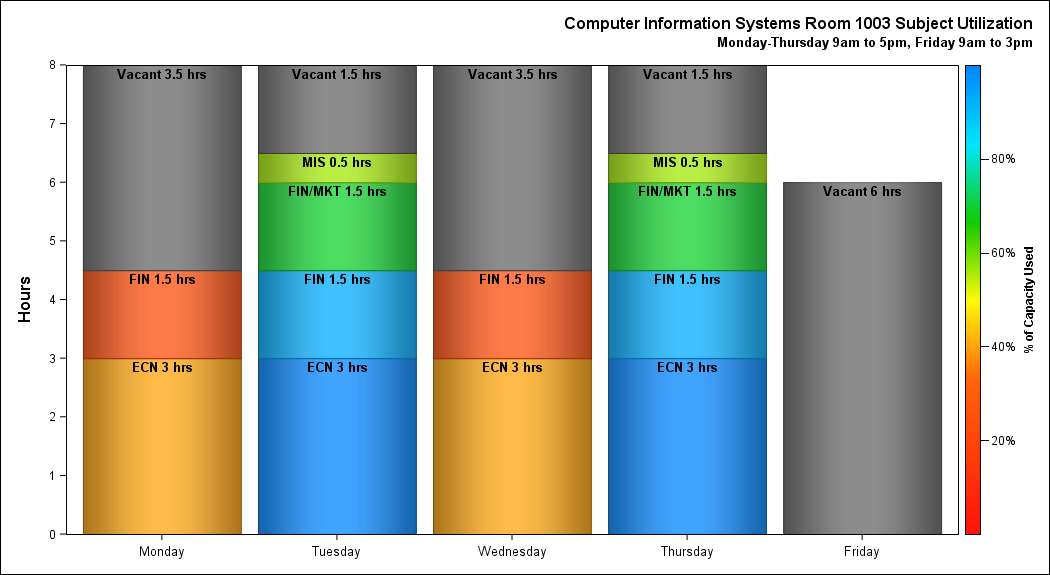 Computer Information Systems Room 1003 Subject Utilization
Monday-Thursday 9am to 5pm, Friday 9am to 3pm
Hours
8
7
6
5
4
3
2
1
0
Vacant 3.5 hrs
FIN 1.5 hrs
ECN 3 hrs
Vacant 1.5 hrs
MIS 0.5 hrs
FIN/MKT 1.5 hrs
FIN 1.5 hrs
ECN 3 hrs
Vacant 3.5 hrs
FIN 1.5 hrs
ECN 3 hrs
Vacant 1.5 hrs
MIS 0.5 hrs
FIN/MKT 1.5 hrs
FIN 1.5 hrs
ECN 3 hrs
Vacant 6 hrs
Monday
Tuesday
Wednesday
Thursday
Friday
80%
60%
40%
20%
% of Capacity Used